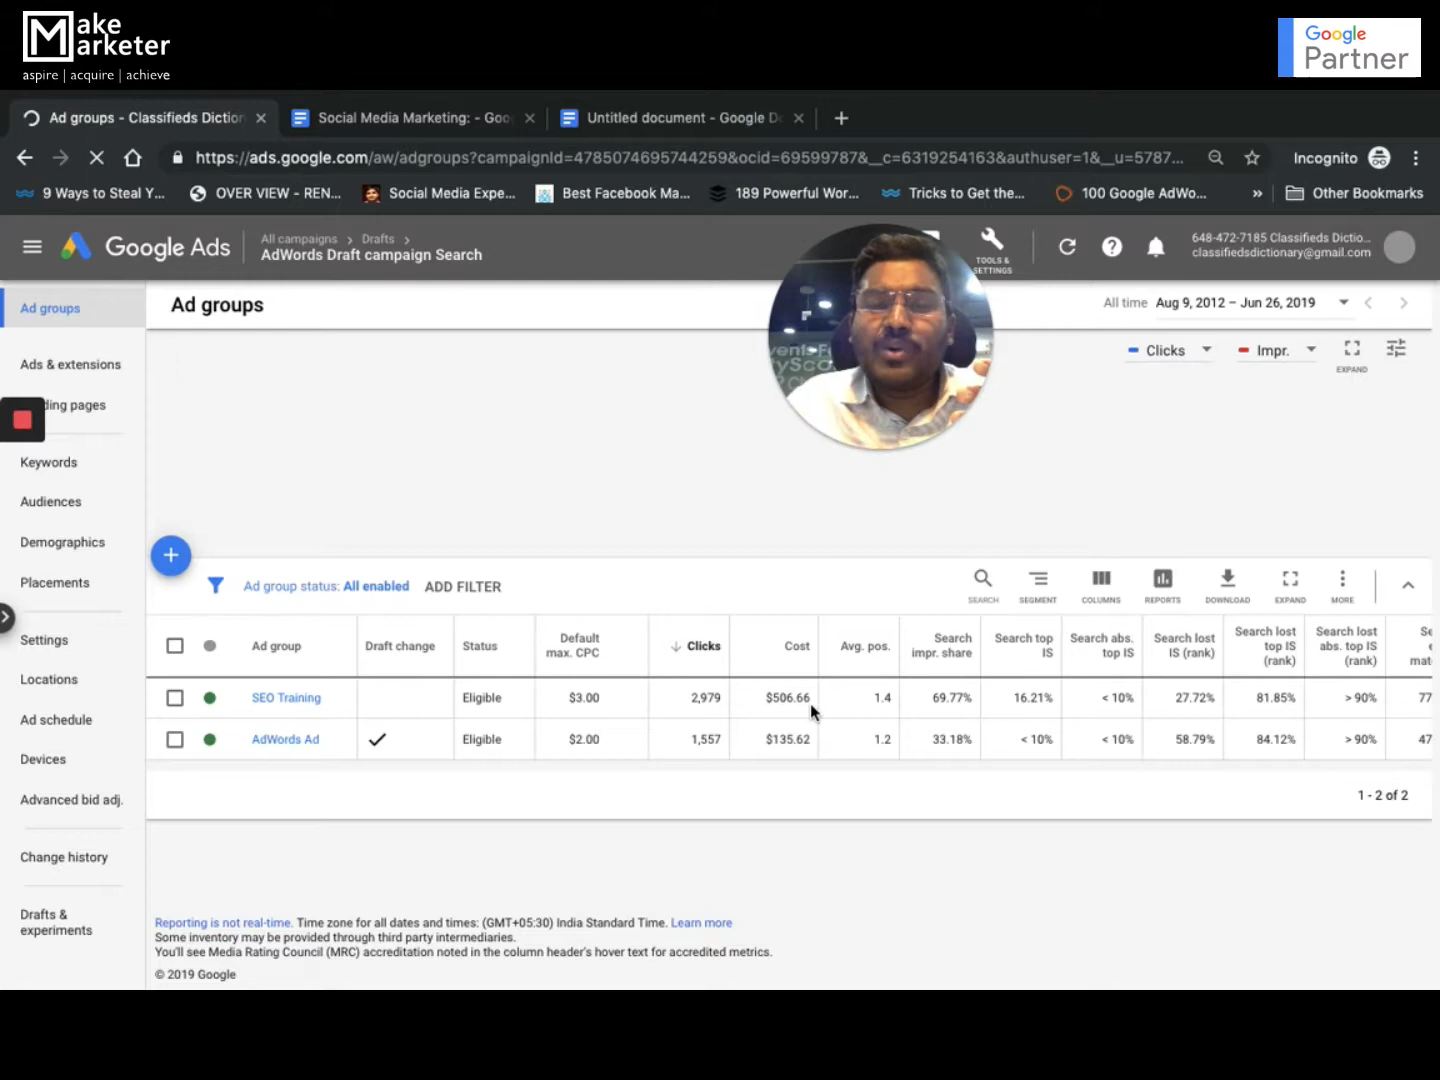 Make
Marketer
aspire | acquire | achieve
Google
Partner
Ad groups - Classifieds Diction
Social Media Marketing: - Goo
Untitled document - Google D
https://ads.google.com/aw/adgroups?campaignId=4785074695744259&ocid=69599787&__c=6319254163&authuser=1&__u=5787...
Incognito
9 Ways to Steal Y...
OVER VIEW - REN...
Social Media Expe...
Best Facebook Ma...
189 Powerful Wor...
Tricks to Get the...
100 Google AdWo...
»
Other Bookmarks
Google Ads
All campaigns > Drafts >
AdWords Draft campaign Search
TOOLS &
SETTINGS
648-472-7185 Classifieds Dictio...
classifiedsdictionary@gmail.com
Ad groups
Ads & extensions
ding pages
Keywords
Audiences
Demographics
Placements
Settings
Locations
Ad schedule
Devices
Advanced bid adj.
Change history
Drafts &
experiments
Ad groups
All time Aug 9, 2012 – Jun 26, 2019
Clicks
Impr.
EXPAND
Ad group status: All enabled ADD FILTER
SEARCH SEGMENT COLUMNS REPORTS DOWNLOAD EXPAND MORE
Ad group Draft change Status Default max. CPC Clicks Cost Avg. pos. Search impr. share Search top IS Search abs. top IS Search lost IS (rank) Search lost top IS (rank) Search lost abs. top IS (rank) Se mat
SEO Training Eligible $3.00 2,979 $506.66 1.4 69.77% 16.21% < 10% 27.72% 81.85% > 90% 77
AdWords Ad Eligible $2.00 1,557 $135.62 1.2 33.18% < 10% < 10% 58.79% 84.12% > 90% 47
1 - 2 of 2
Reporting is not real-time. Time zone for all dates and times: (GMT+05:30) India Standard Time. Learn more
Some inventory may be provided through third party intermediaries.
You'll see Media Rating Council (MRC) accreditation noted in the column header's hover text for accredited metrics.
© 2019 Google